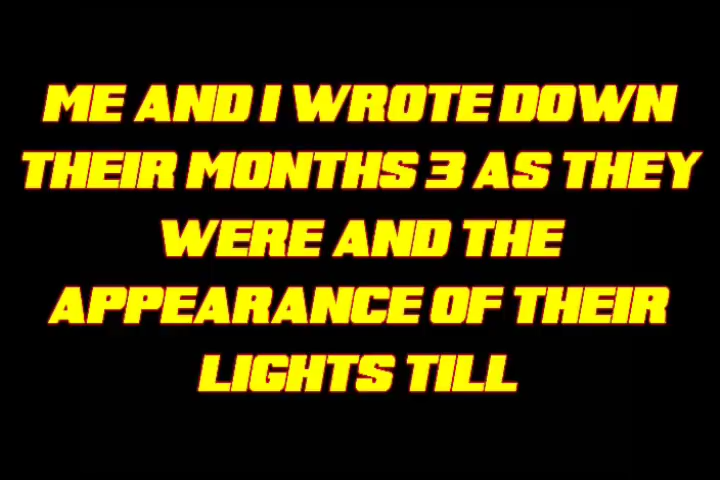 ME AND I WROTE DOWN
THEIR MONTHS 3 AS THEY
WERE AND THE
APPEARANCE OF THEIR
LIGHTS TILL